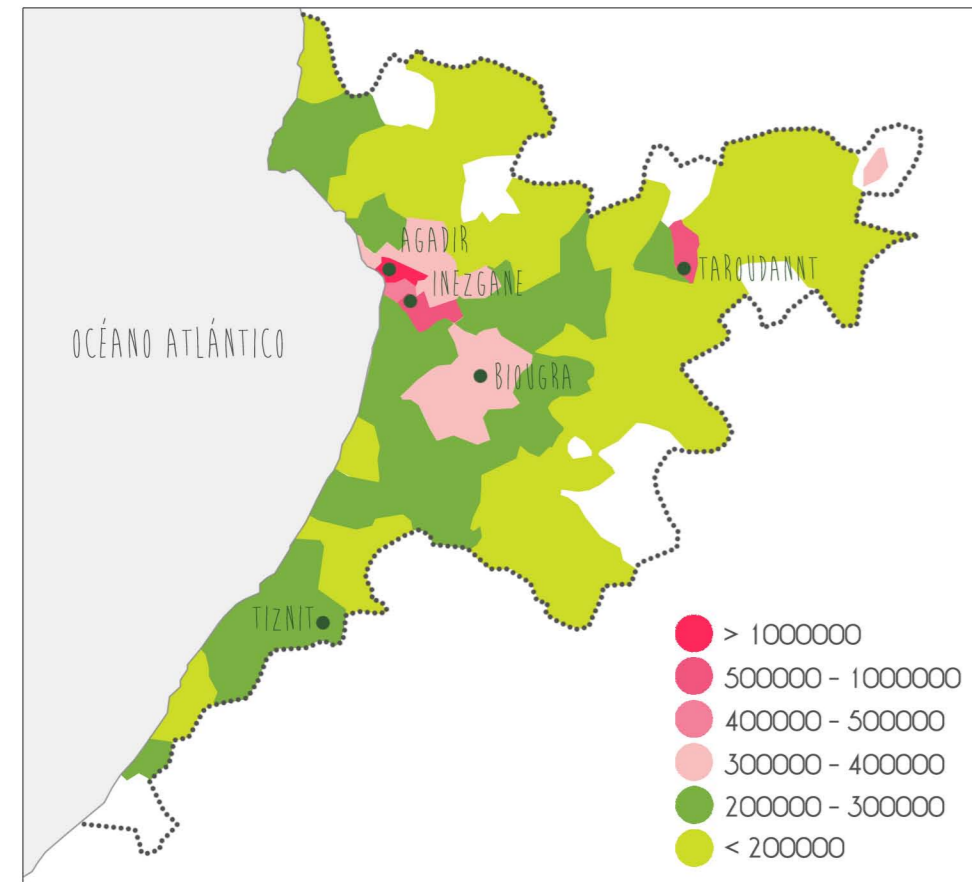 AGADIR
INEZGANE
TAROUDANNT
OCÉANO ATLÁNTICO
BIOUGRA
TIZNIT
> 1000000
500000 - 1000000
400000 - 500000
300000 - 400000
200000 - 300000
< 200000